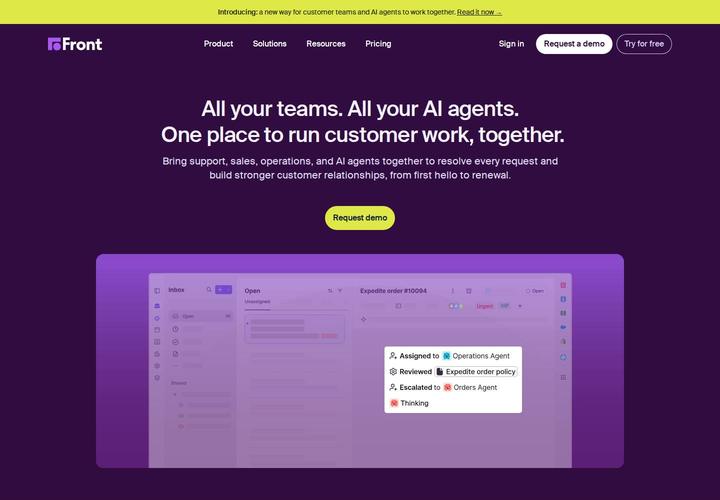 Introducing: a new way for customer teams and AI agents to work together. Read it now →
Front
Product Solutions Resources Pricing
Sign in Request a demo Try for free
All your teams. All your AI agents.
One place to run customer work, together.
Bring support, sales, operations, and AI agents together to resolve every request and
build stronger customer relationships, from first hello to renewal.
Request demo
Inbox
Open
Expedite order #10094
Open
Unassigned
Urgent VIP
Open
Shared
Assigned to Operations Agent
Reviewed Expedite order policy
Escalated to Orders Agent
Thinking